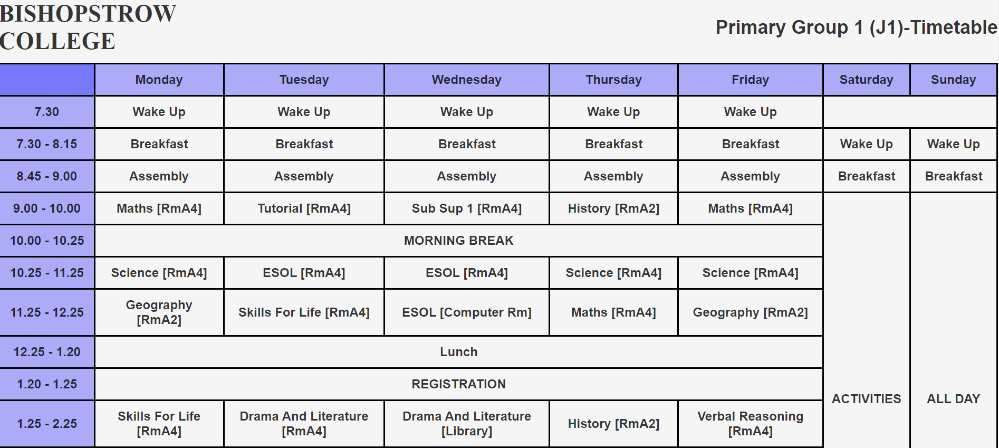 BISHOPSTROW
COLLEGE
Primary Group 1 (J1)-Timetable
Monday Tuesday Wednesday Thursday Friday Saturday Sunday
7.30 Wake Up Wake Up Wake Up Wake Up Wake Up
7.30 - 8.15 Breakfast Breakfast Breakfast Breakfast Breakfast Wake Up Wake Up
8.45 - 9.00 Assembly Assembly Assembly Assembly Assembly Breakfast Breakfast
9.00 - 10.00 Maths [RmA4] Tutorial [RmA4] Sub Sup 1 [RmA4] History [RmA2] Maths [RmA4]
10.00 - 10.25 MORNING BREAK
10.25 - 11.25 Science [RmA4] ESOL [RmA4] ESOL [RmA4] Science [RmA4] Science [RmA4]
11.25 - 12.25 Geography
[RmA2] Skills For Life [RmA4] ESOL [Computer Rm] Maths [RmA4] Geography [RmA2]
12.25 - 1.20 Lunch
1.20 - 1.25 REGISTRATION
ACTIVITIES ALL DAY
1.25 - 2.25 Skills For Life Drama And Literature Drama And Literature History [RmA2] Verbal Reasoning
[RmA4] [RmA4] [Library] [RmA4]